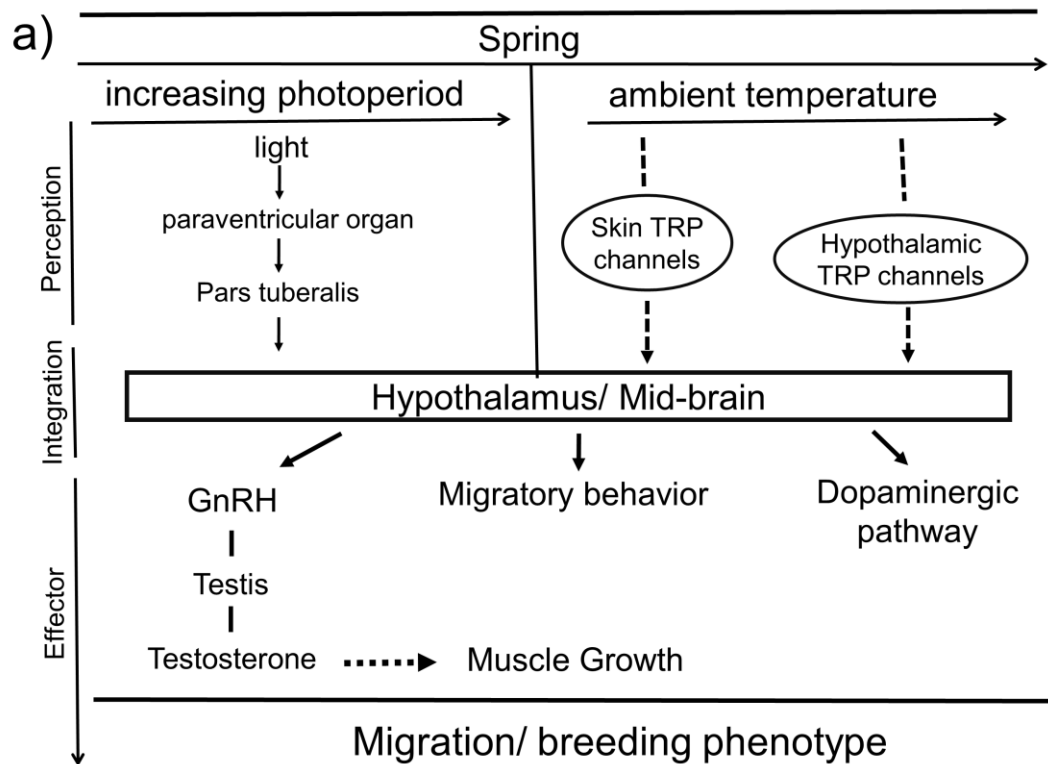 a)
Spring
increasing photoperiod
ambient temperature
Perception
light
paraventricular organ
Pars tuberalis
Skin TRP
channels
Hypothalamic
TRP channels
Integration
Hypothalamus/ Mid-brain
Effector
GnRH
Migratory behavior
Dopaminergic
pathway
Testis
Testosterone
Muscle Growth
Migration/ breeding phenotype